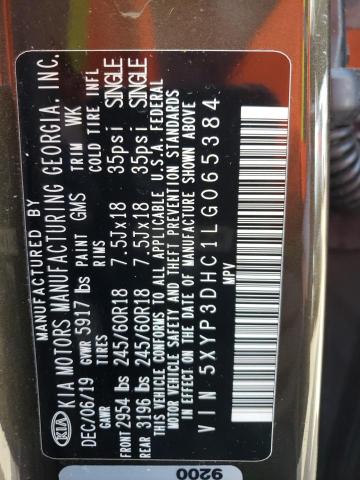 MANUFACTURED BY
KIA KIA MOTORS MANUFACTURING GEORGIA. INC.
DEC/06/19 GVWR 5917 lbs PAINT GMS TRIM WK
GAWR TIRES RIMS COLD TIRE INFL
FRONT 2954 lbs 245/60R18 7.5Jx18 35psi SINGLE
REAR 3196 lbs 245/60R18 7.5Jx18 35psi SINGLE
THIS VEHICLE CONFORMS TO ALL APPLICABLE U.S.A. FEDERAL
MOTOR VEHICLE SAFETY AND THEFT PREVENTION STANDARDS
IN EFFECT ON THE DATE OF MANUFACTURE SHOWN ABOVE
VIN 5XYP3DHC1LG065384
MPV
9200